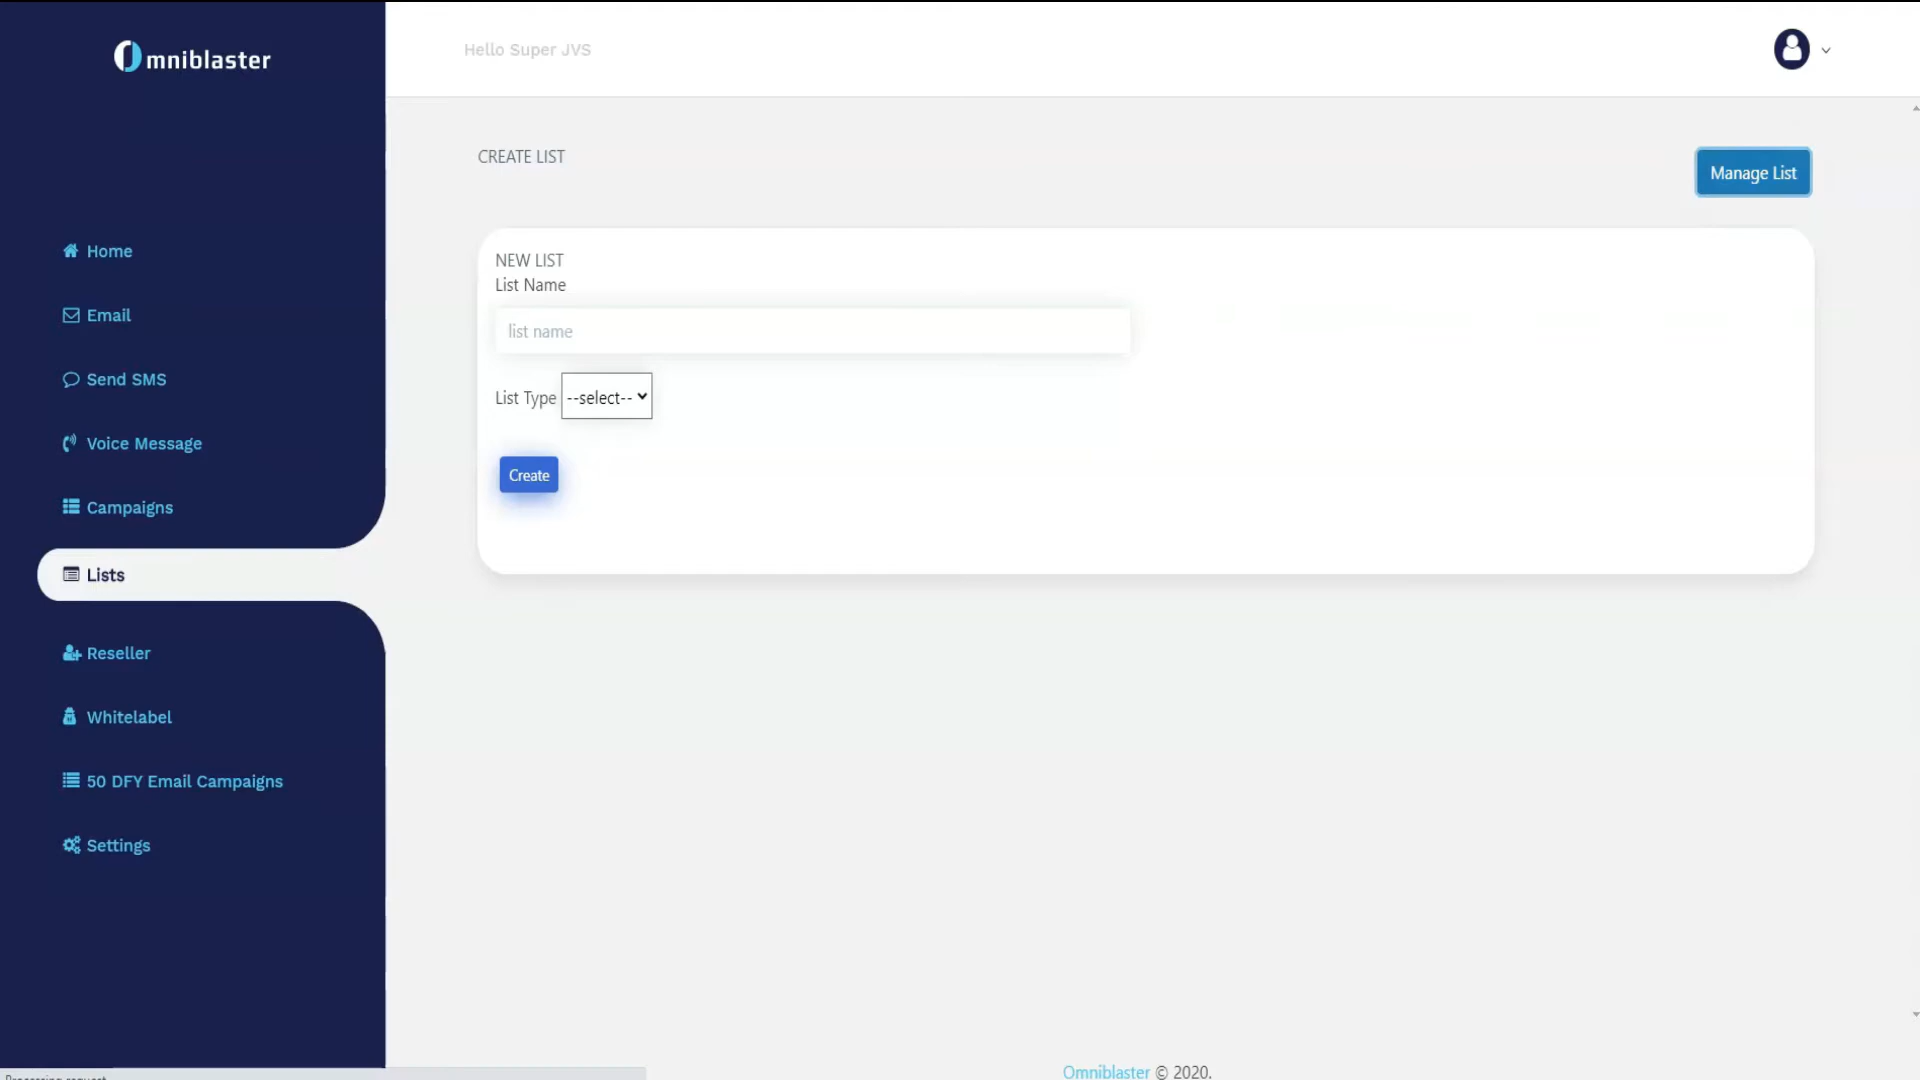 Omniblaster
Hello Super JVS
CREATE LIST
Manage List
NEW LIST
List Name
list name
List Type --select--
Create
Home
Email
Send SMS
Voice Message
Campaigns
Lists
Reseller
Whitelabel
50 DFY Email Campaigns
Settings
Omniblaster © 2020.